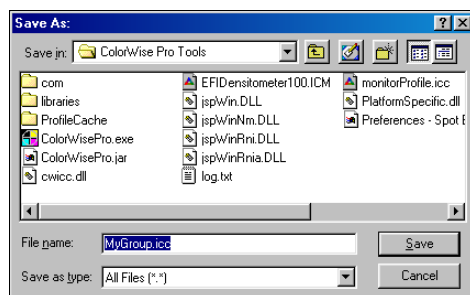 Save As:
Save in: ColorWise Pro Tools
com
libraries
ProfileCache
ColorWisePro.exe
ColorWisePro.jar
cwicc.dll
EFIDensitometer100.ICM
jspWin.DLL
jspWinNm.DLL
jspWinRni.DLL
jspWinRnia.DLL
log.txt
monitorProfile.icc
PlatformSpecific.dll
Preferences - Spot E
File name: MyGroup.icc Save
Save as type: All Files (*.*) Cancel